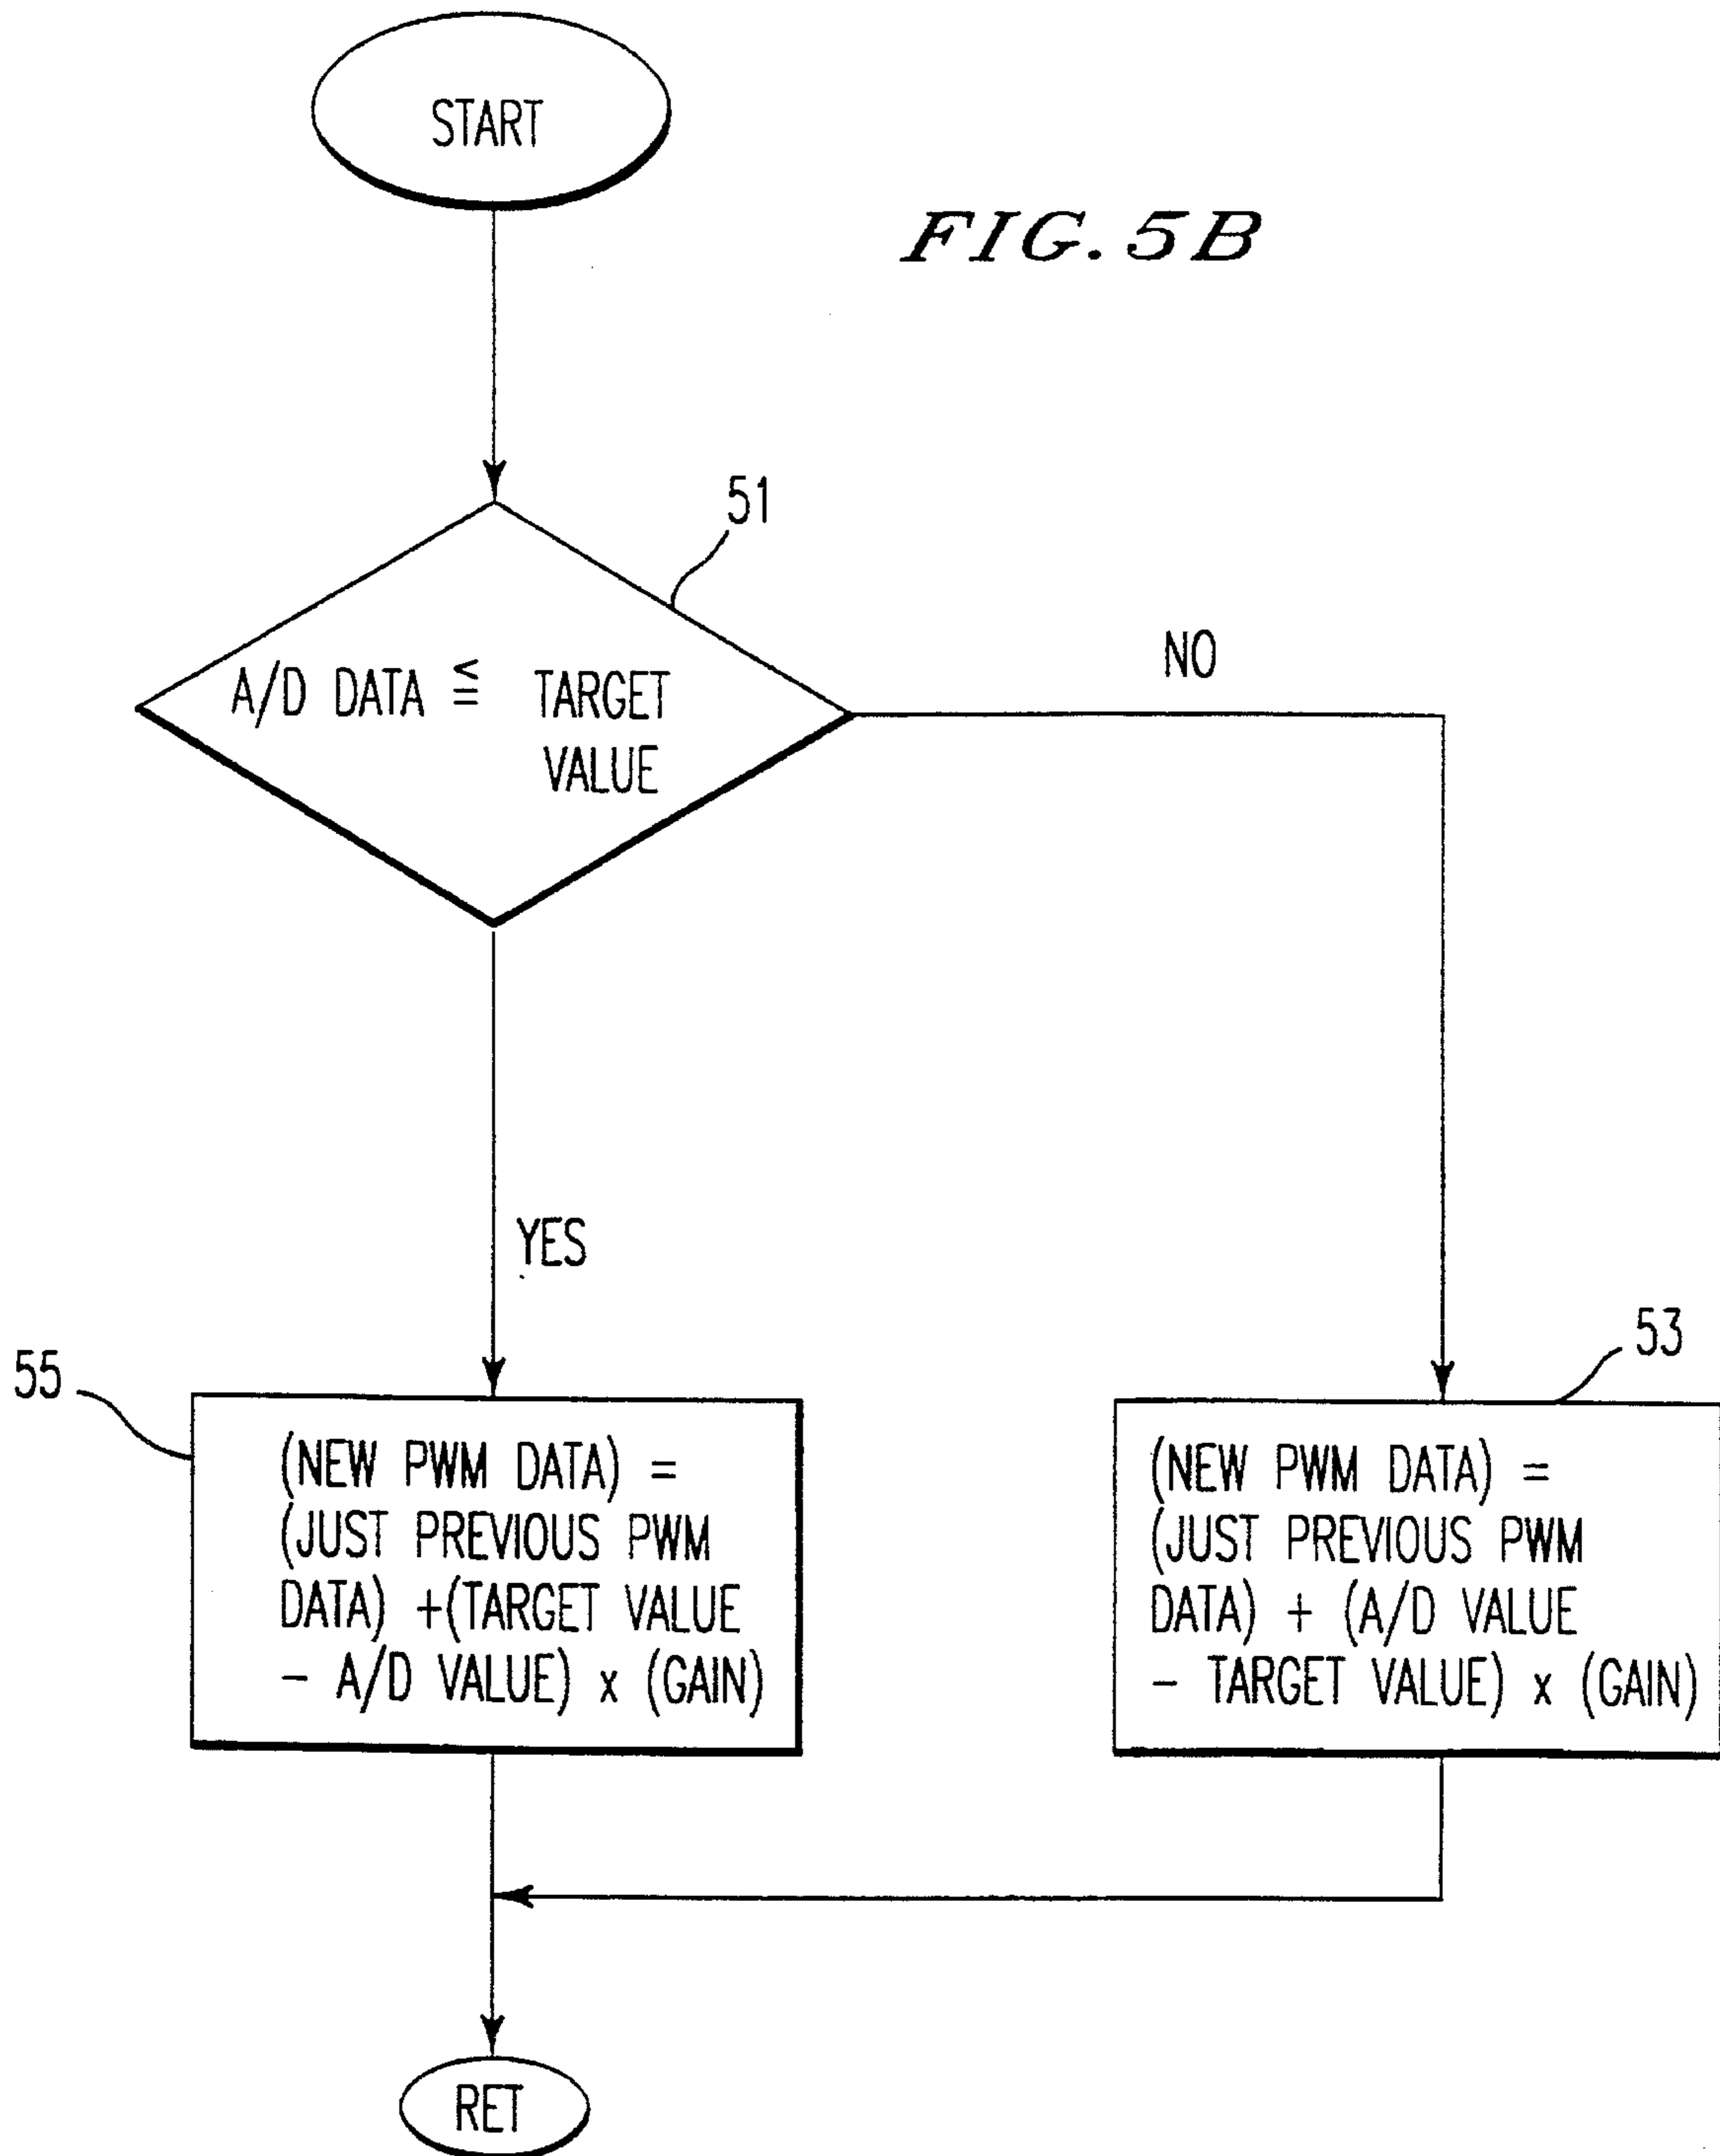 START
FIG. 5B
51
A/D DATA ≦ TARGET
VALUE
NO
YES
55
(NEW PWM DATA) =
(JUST PREVIOUS PWM
DATA) +(TARGET VALUE
- A/D VALUE) x (GAIN)
53
(NEW PWM DATA) =
(JUST PREVIOUS PWM
DATA) + (A/D VALUE
- TARGET VALUE) x (GAIN)
RET